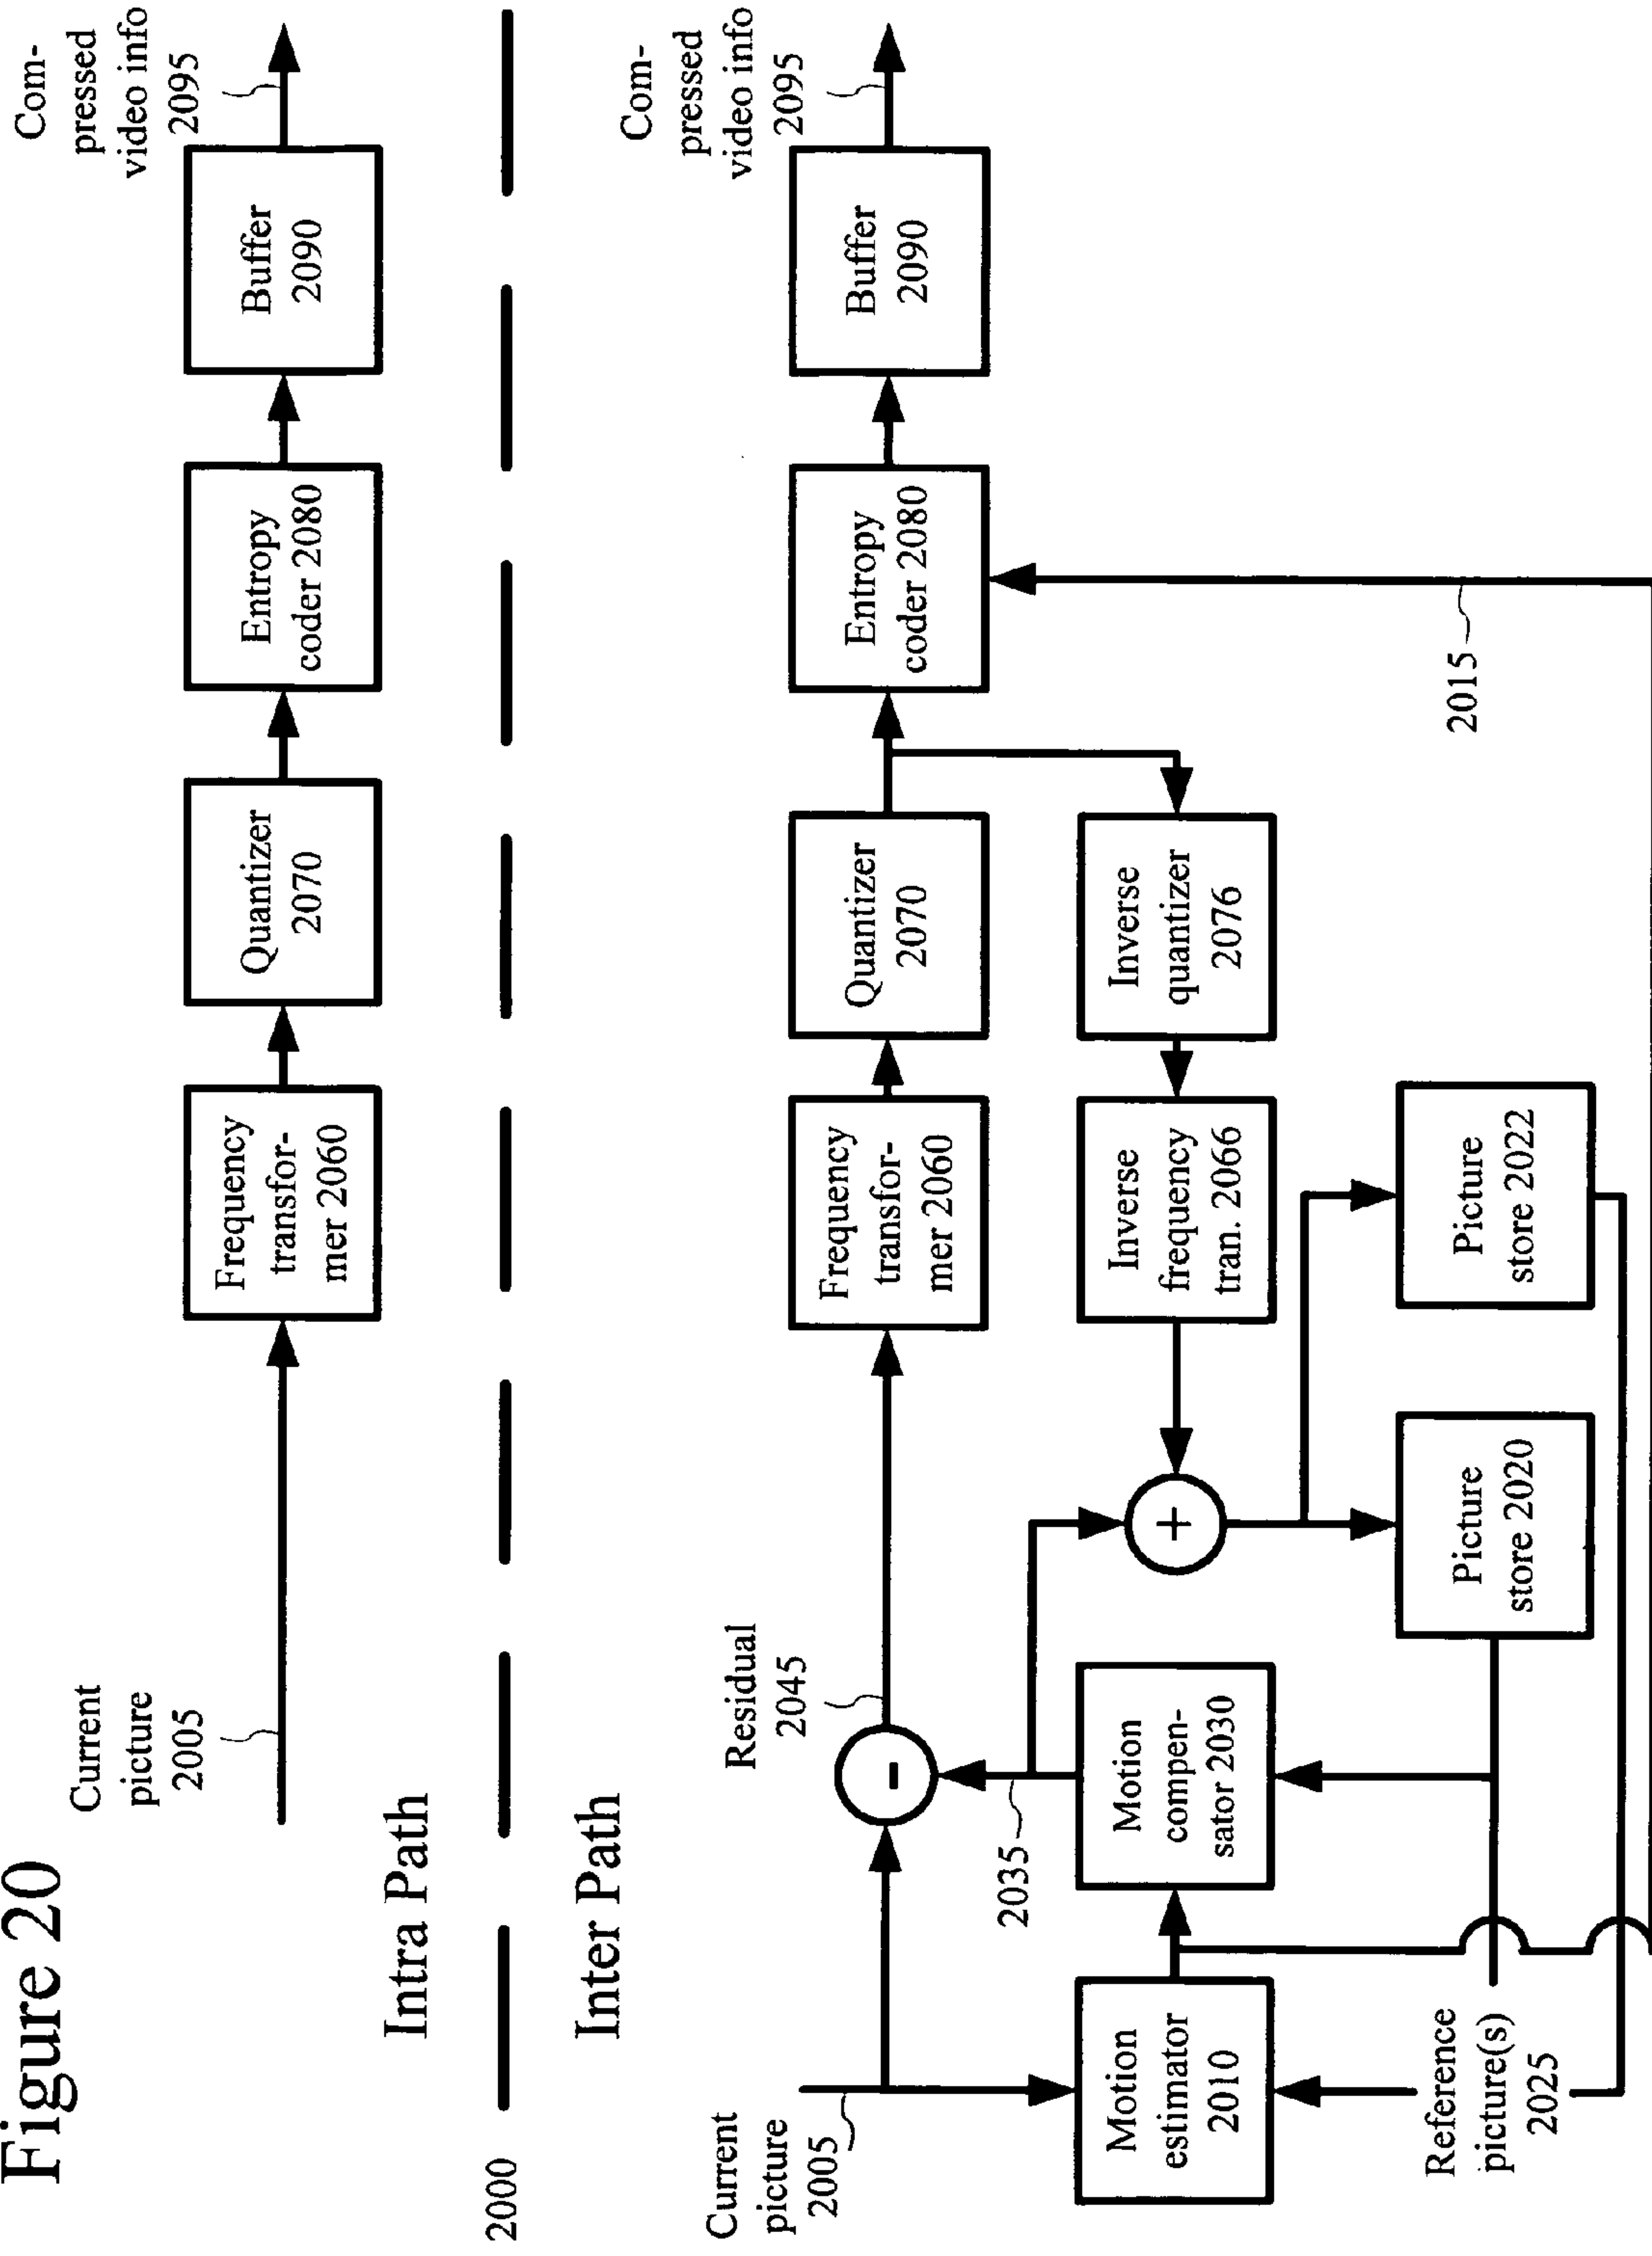 Figure 20
Current
picture
2005
Frequency
transfor-
mer 2060
Quantizer
2070
Entropy
coder 2080
Buffer
2090
Com-
pressed
video info
2095
Intra Path
2000
Inter Path
Current
picture
2005
Residual
2045
-
Frequency
transfor-
mer 2060
Quantizer
2070
Entropy
coder 2080
Buffer
2090
Com-
pressed
video info
2095
2035
Motion
estimator
2010
Motion
compen-
sator 2030
+
Inverse
frequency
tran. 2066
Inverse
quantizer
2076
Reference
picture(s)
2025
Picture
store 2020
Picture
store 2022
2015